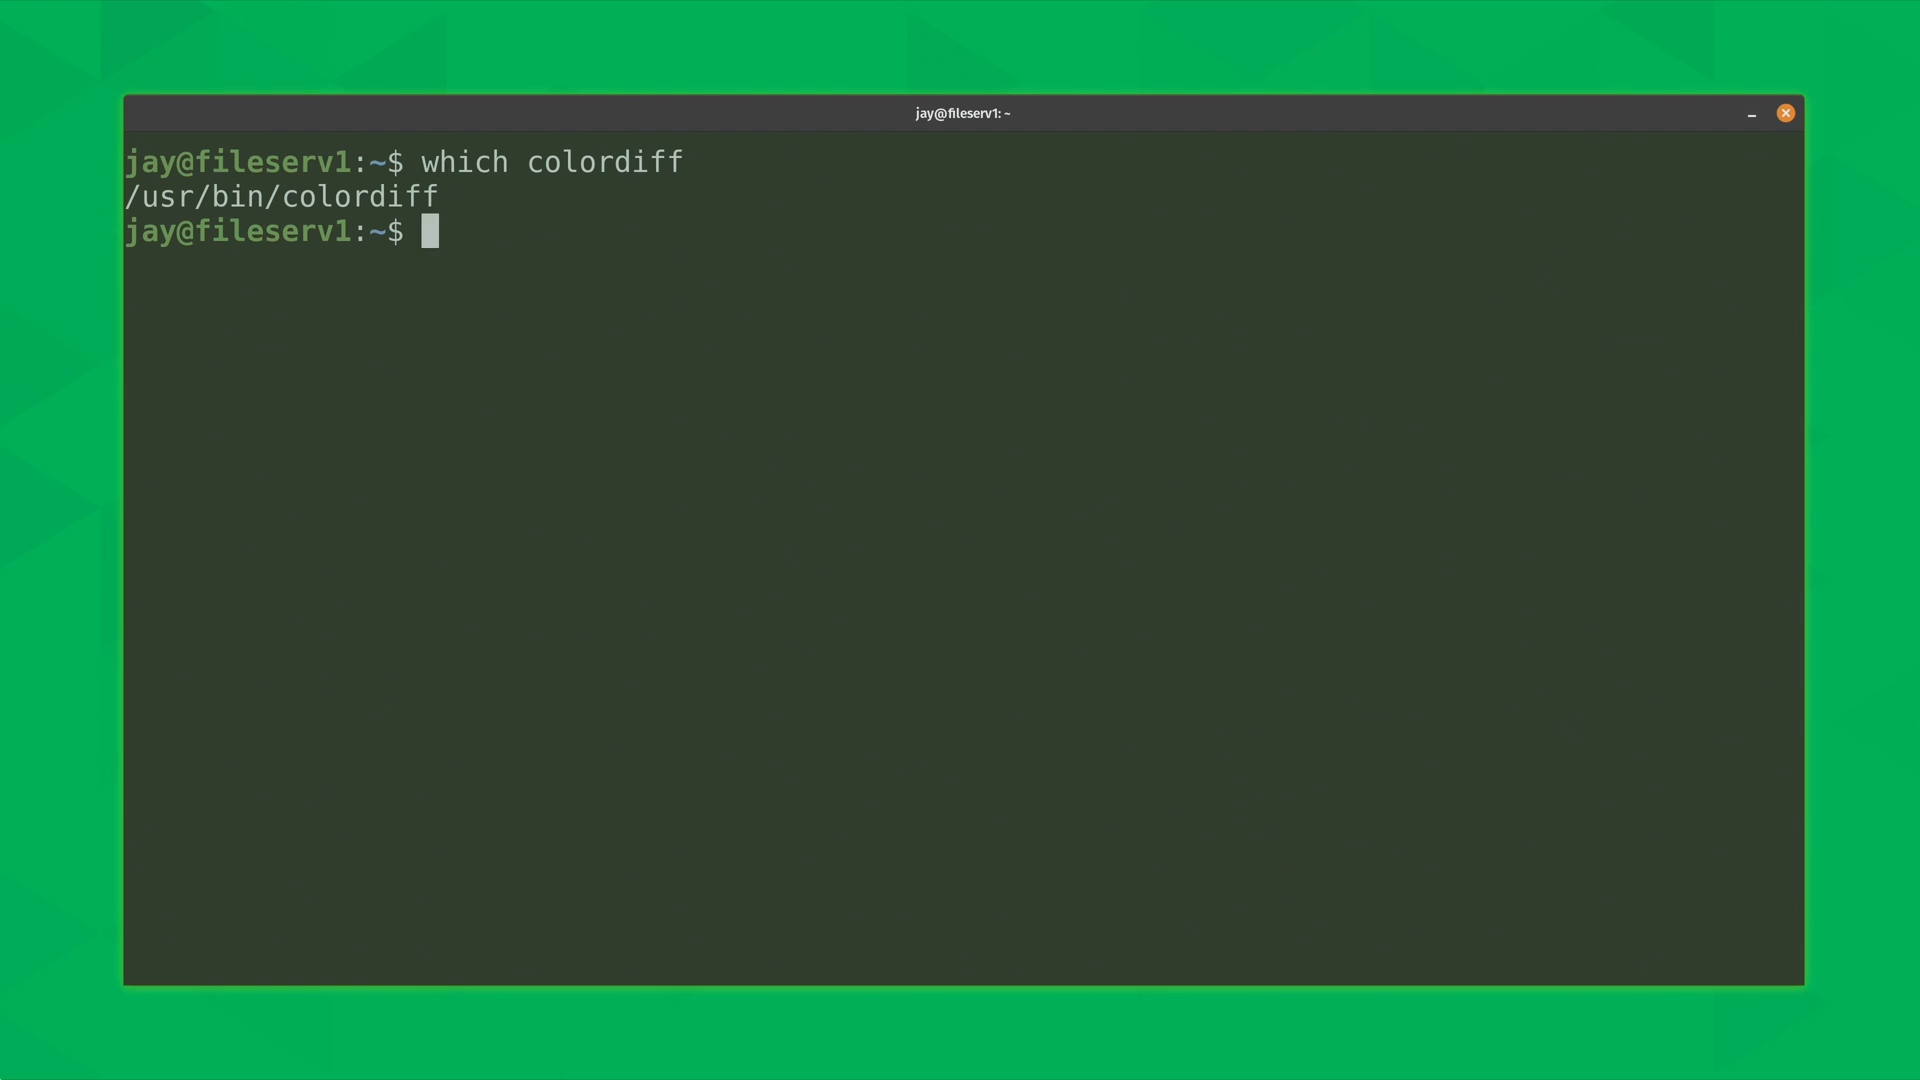 jay@fileserv1: ~
jay@fileserv1:~$ which colordiff
/usr/bin/colordiff
jay@fileserv1:~$